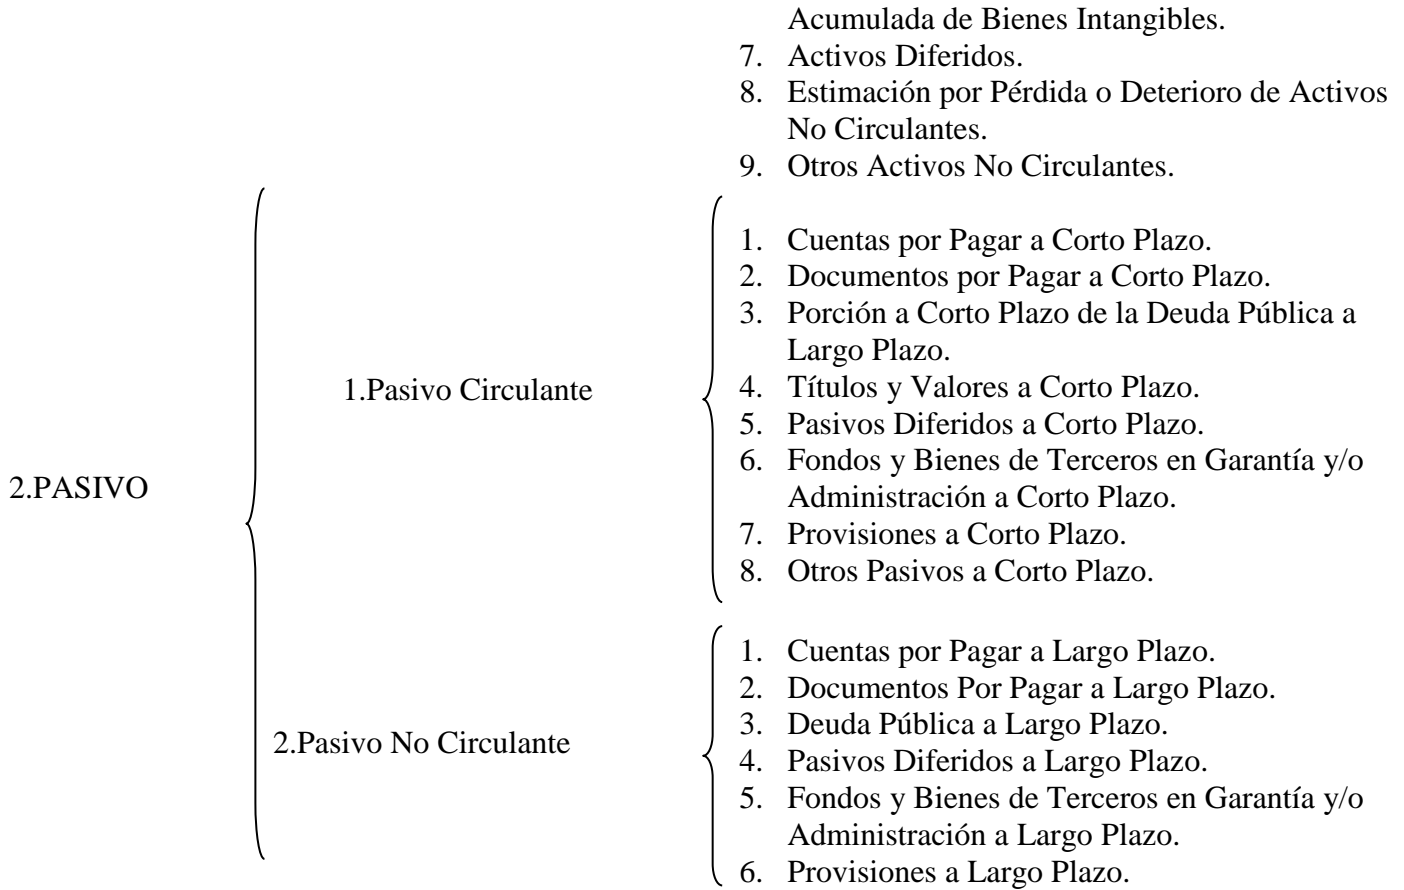 Acumulada de Bienes Intangibles.
7. Activos Diferidos.
8. Estimación por Pérdida o Deterioro de Activos
No Circulantes.
9. Otros Activos No Circulantes.
2.PASIVO
1.Pasivo Circulante
1. Cuentas por Pagar a Corto Plazo.
2. Documentos por Pagar a Corto Plazo.
3. Porción a Corto Plazo de la Deuda Pública a
Largo Plazo.
4. Títulos y Valores a Corto Plazo.
5. Pasivos Diferidos a Corto Plazo.
6. Fondos y Bienes de Terceros en Garantía y/o
Administración a Corto Plazo.
7. Provisiones a Corto Plazo.
8. Otros Pasivos a Corto Plazo.
2.Pasivo No Circulante
1. Cuentas por Pagar a Largo Plazo.
2. Documentos Por Pagar a Largo Plazo.
3. Deuda Pública a Largo Plazo.
4. Pasivos Diferidos a Largo Plazo.
5. Fondos y Bienes de Terceros en Garantía y/o
Administración a Largo Plazo.
6. Provisiones a Largo Plazo.